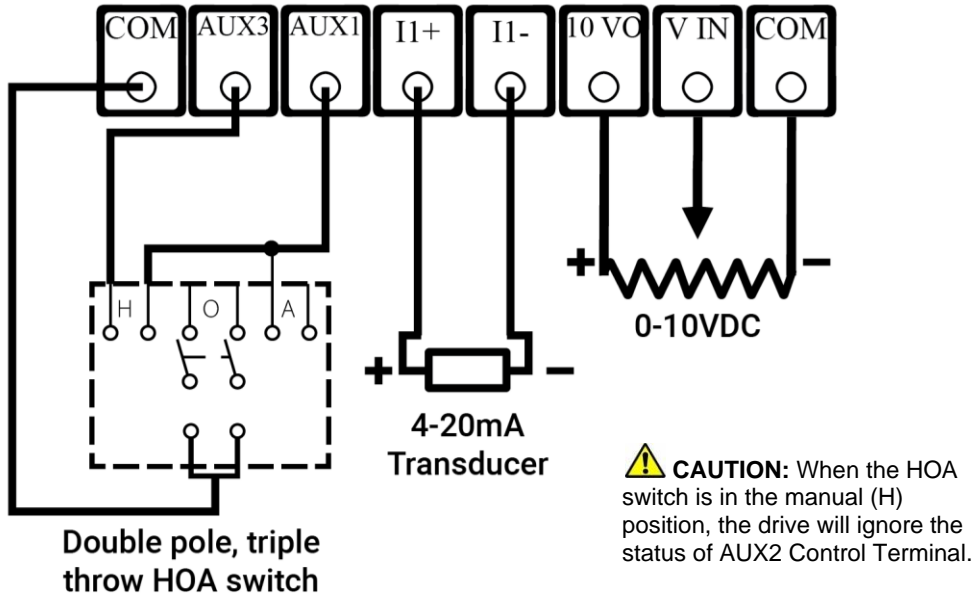 COM AUX3 AUX1 I1+ I1- 10 VO V IN COM
H O A
+ -
0-10VDC
+ -
4-20mA
Transducer
CAUTION: When the HOA
switch is in the manual (H)
position, the drive will ignore the
status of AUX2 Control Terminal.
Double pole, triple
throw HOA switch